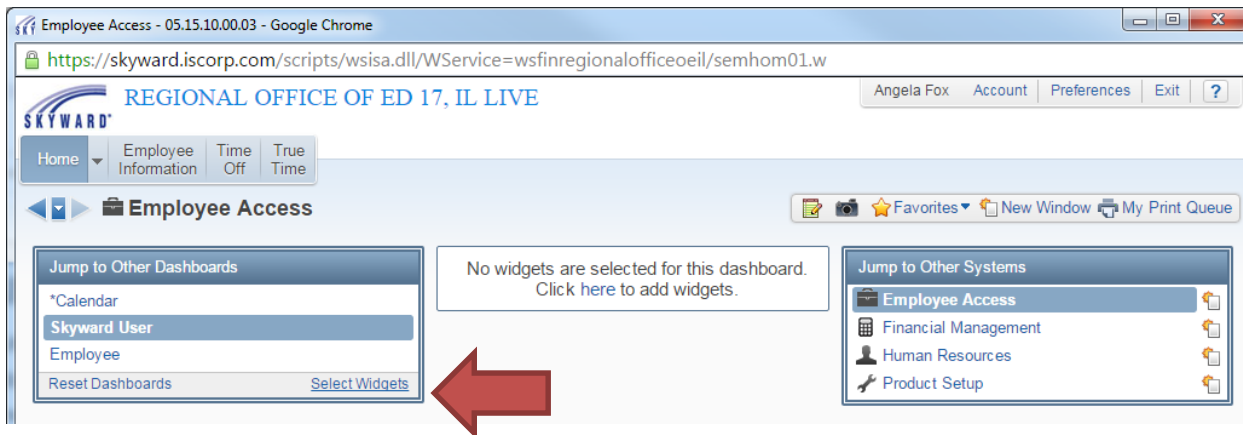 Employee Access - 05.15.10.00.03 - Google Chrome
https://skyward.iscorp.com/scripts/wsisa.dll/WService=wsfinregionalofficeoeil/semhom01.w
SKYWARD
REGIONAL OFFICE OF ED 17, IL LIVE
Angela Fox Account Preferences Exit ?
Home Employee Information Time Off True Time
Employee Access
Favorites New Window My Print Queue
Jump to Other Dashboards
*Calendar
Skyward User
Employee
Reset Dashboards Select Widgets
No widgets are selected for this dashboard.
Click here to add widgets.
Jump to Other Systems
Employee Access
Financial Management
Human Resources
Product Setup